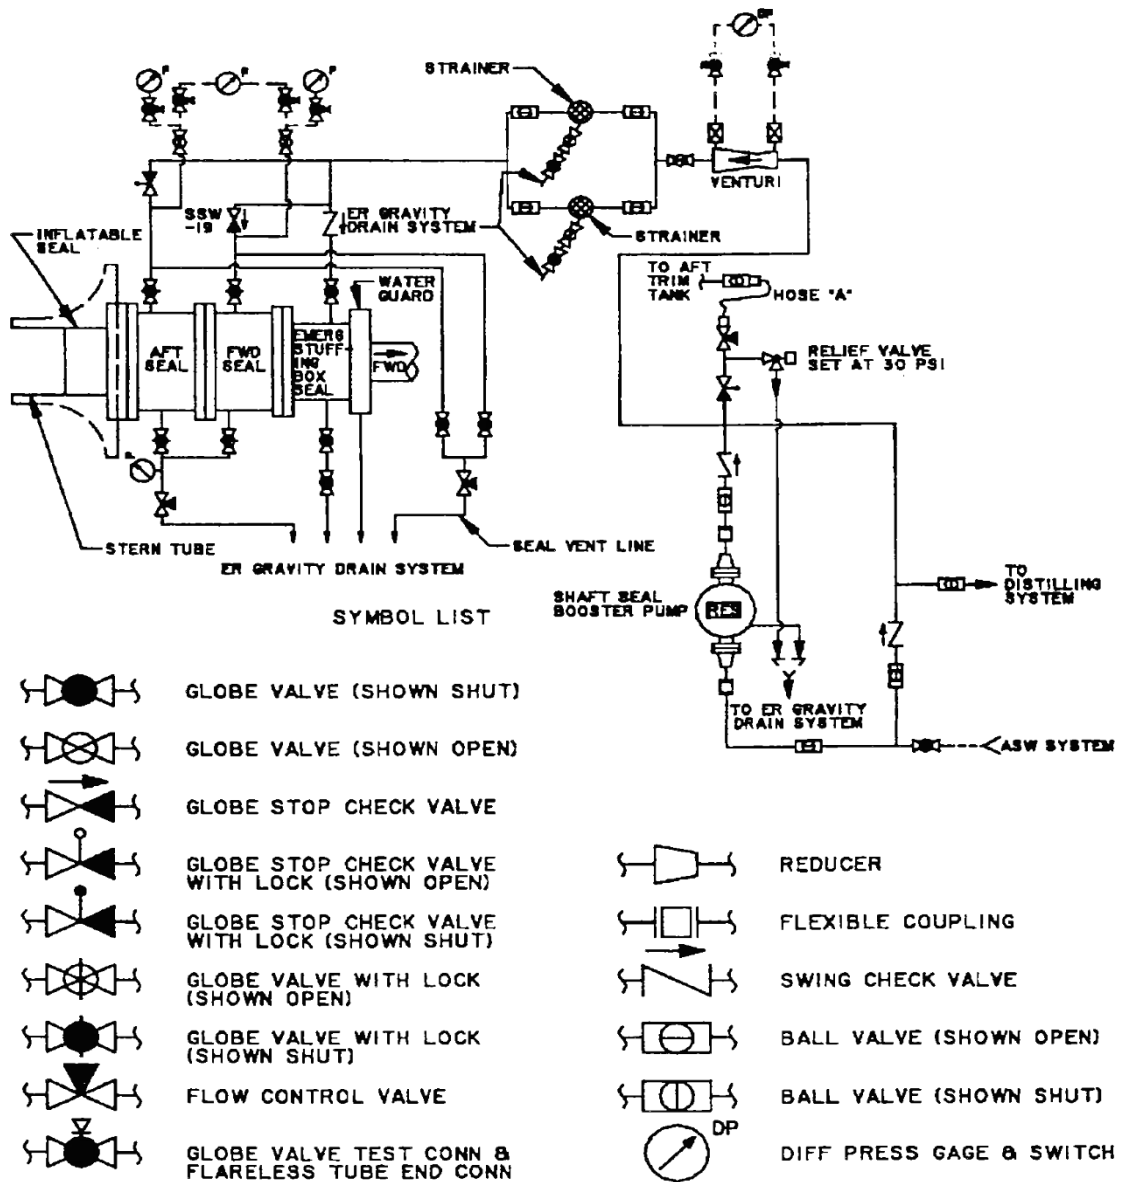 DP
P
P
P
STRAINER
VENTURI
SSW
-19
ER GRAVITY
DRAIN SYSTEM
STRAINER
INFLATABLE
SEAL
TO AFT
TRIM
TANK
HOSE "A"
WATER
GUARD
AFT
SEAL
FWD
SEAL
EMERG
STUFF-
ING
BOX
SEAL
FWD
RELIEF VALVE
SET AT 30 PSI
P
STERN TUBE
SEAL VENT LINE
ER GRAVITY DRAIN SYSTEM
SHAFT SEAL
BOOSTER PUMP
RES
TO
DISTILLING
SYSTEM
TO ER GRAVITY
DRAIN SYSTEM
ASW SYSTEM
SYMBOL LIST
GLOBE VALVE (SHOWN SHUT)
GLOBE VALVE (SHOWN OPEN)
GLOBE STOP CHECK VALVE
GLOBE STOP CHECK VALVE
WITH LOCK (SHOWN OPEN)
GLOBE STOP CHECK VALVE
WITH LOCK (SHOWN SHUT)
GLOBE VALVE WITH LOCK
(SHOWN OPEN)
GLOBE VALVE WITH LOCK
(SHOWN SHUT)
FLOW CONTROL VALVE
GLOBE VALVE TEST CONN &
FLARELESS TUBE END CONN
REDUCER
FLEXIBLE COUPLING
SWING CHECK VALVE
BALL VALVE (SHOWN OPEN)
BALL VALVE (SHOWN SHUT)
DP
DIFF PRESS GAGE & SWITCH